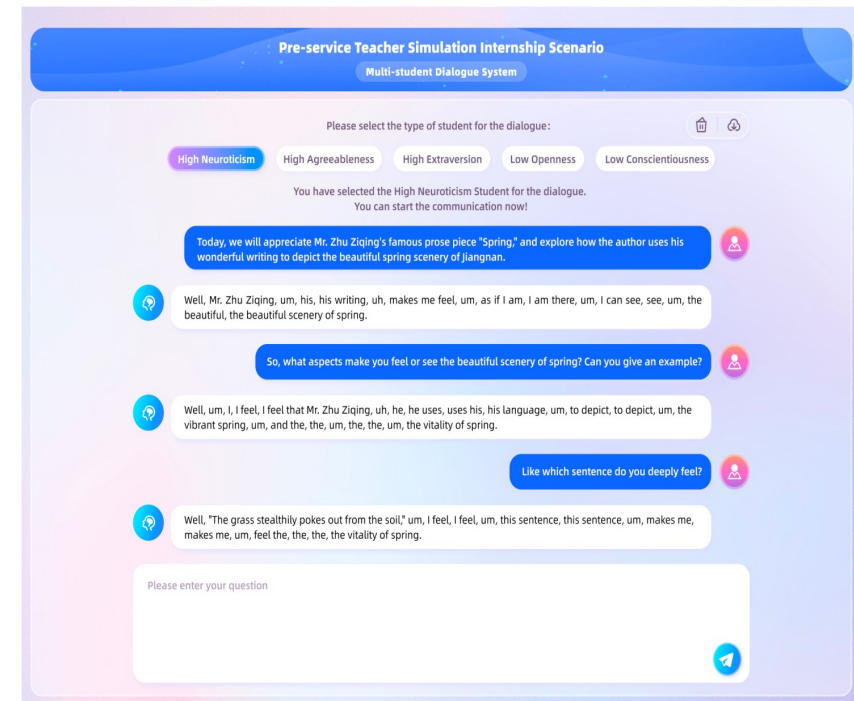 Pre-service Teacher Simulation Internship Scenario
Multi-student Dialogue System
Please select the type of student for the dialogue:
High Neuroticism High Agreeableness High Extraversion Low Openness Low Conscientiousness
You have selected the High Neuroticism Student for the dialogue.
You can start the communication now!
Today, we will appreciate Mr. Zhu Ziqing's famous prose piece "Spring," and explore how the author uses his
wonderful writing to depict the beautiful spring scenery of Jiangnan.
Well, Mr. Zhu Ziqing, um, his, his writing, uh, makes me feel, um, as if I am, I am there, um, I can see, see, um, the
beautiful, the beautiful scenery of spring.
So, what aspects make you feel or see the beautiful scenery of spring? Can you give an example?
Well, um, I, I feel, I feel that Mr. Zhu Ziqing, uh, he, he uses, uses his, his language, um, to depict, to depict, um, the
vibrant spring, um, and the, the, um, the, the, um, the vitality of spring.
Like which sentence do you deeply feel?
Well, "The grass stealthily pokes out from the soil," um, I feel, I feel, um, this sentence, this sentence, um, makes me,
makes me, um, feel the, the, the, the vitality of spring.
Please enter your question